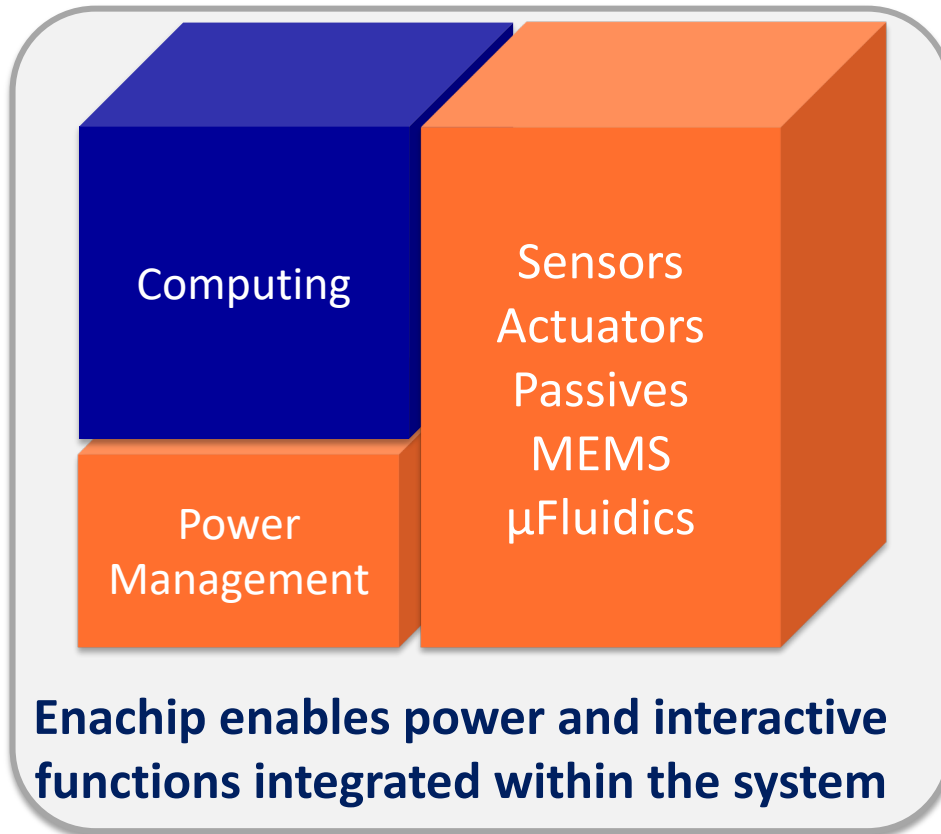 Computing
Power
Management
Sensors
Actuators
Passives
MEMS
µFluidics
Enachip enables power and interactive
functions integrated within the system